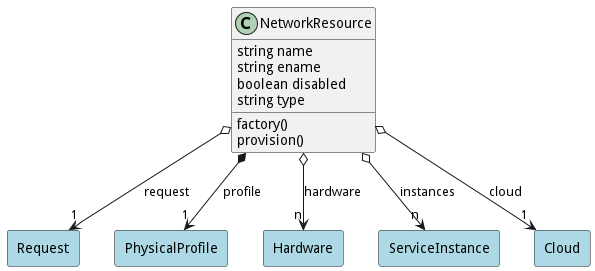 C NetworkResource
string name
string ename
boolean disabled
string type
factory()
provision()
request
profile
hardware
instances
cloud
1
1
n
n
1
Request
PhysicalProfile
Hardware
ServiceInstance
Cloud